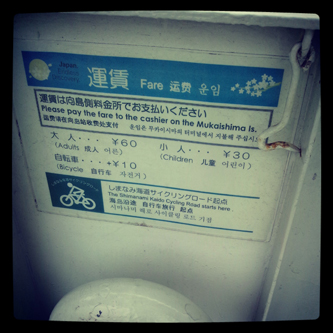 Japan.
運賃 Fare 运费 운임
運賃は向島側料金所でお支払いください
Please pay the fare to the cashier on the Mukaishima Is.
大人・・・ ¥60
(Adults 成人 어른)
小人・・・ ¥30
(Children 儿童 어린이)
自転車・・・+¥10
(Bicycle 自行车 자전거)
しまなみ海道サイクリングロード起点
The Shimanami Kaido Cycling Road starts here.